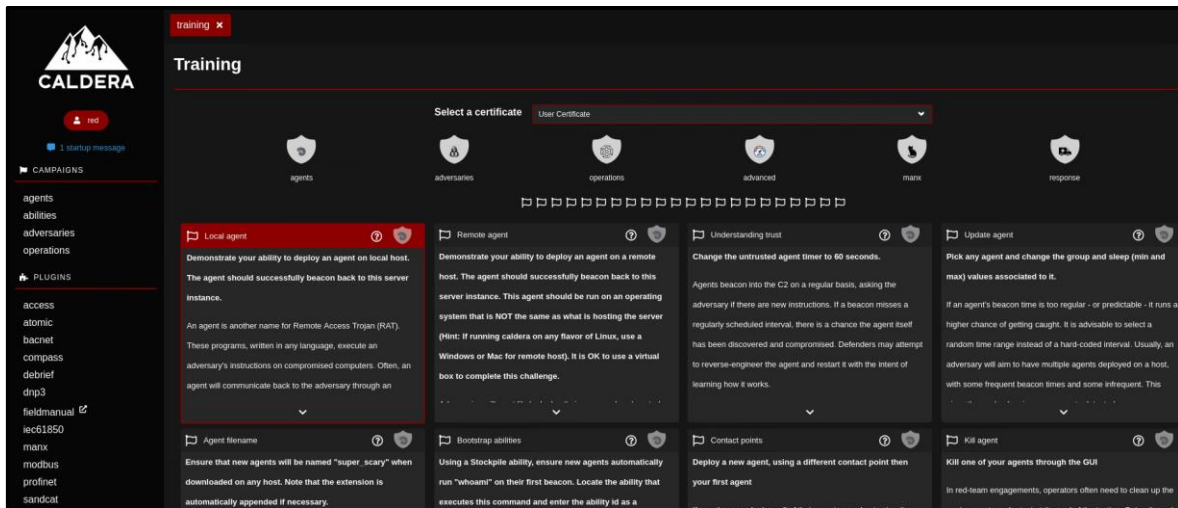 CALDERA
red
1 startup message
CAMPAIGNS
agents
abilities
adversaries
operations
PLUGINS
access
atomic
bacnet
compass
debrief
dnp3
fieldmanual
iec61850
manx
modbus
profinet
sandcat
training ×
Training
Select a certificate
User Certificate
agents
adversaries
operations
advanced
manx
response
Local agent
Demonstrate your ability to deploy an agent on local host.
The agent should successfully beacon back to this server
instance.
An agent is another name for Remote Access Trojan (RAT).
These programs, written in any language, execute an
adversary's instructions on compromised computers. Often, an
agent will communicate back to the adversary through an
Remote agent
Demonstrate your ability to deploy an agent on a remote
host. The agent should successfully beacon back to this
server instance. This agent should be run on an operating
system that is NOT the same as what is hosting the server
(Hint: If running caldera on any flavor of Linux, use a
Windows or Mac for remote host). It is OK to use a virtual
box to complete this challenge.
Understanding trust
Change the untrusted agent timer to 60 seconds.
Agents beacon into the C2 on a regular basis, asking the
adversary if there are new instructions. If a beacon misses a
regularly scheduled interval, there is a chance the agent itself
has been discovered and compromised. Defenders may attempt
to reverse-engineer the agent and restart it with the intent of
learning how it works.
Update agent
Pick any agent and change the group and sleep (min and
max) values associated to it.
If an agent's beacon time is too regular - or predictable - it runs a
higher chance of getting caught. It is advisable to select a
random time range instead of a hard-coded interval. Usually, an
adversary will aim to have multiple agents deployed on a host,
with some frequent beacon times and some infrequent. This
Agent filename
Ensure that new agents will be named "super_scary" when
downloaded on any host. Note that the extension is
automatically appended if necessary.
Bootstrap abilities
Using a Stockpile ability, ensure new agents automatically
run "whoami" on their first beacon. Locate the ability that
executes this command and enter the ability id as a
Contact points
Deploy a new agent, using a different contact point then
your first agent
Kill agent
Kill one of your agents through the GUI
In red-team engagements, operators often need to clean up the